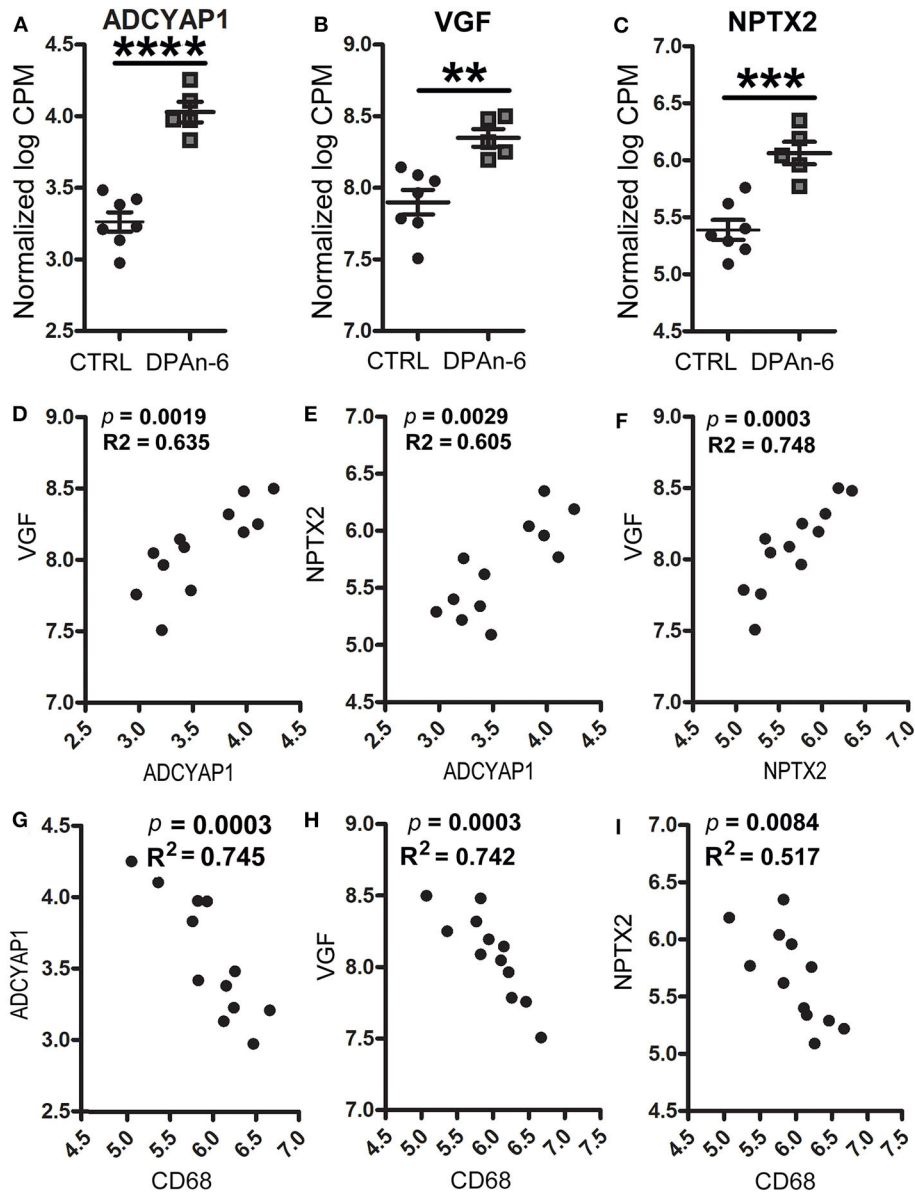 A
ADCYAP1
****
Normalized log CPM
4.5
4.0
3.5
3.0
2.5
CTRL DPAn-6
B
VGF
**
Normalized log CPM
9.0
8.5
8.0
7.5
7.0
CTRL DPAn-6
C
NPTX2
***
Normalized log CPM
7.0
6.5
6.0
5.5
5.0
4.5
CTRL DPAn-6
D
p = 0.0019
R2 = 0.635
VGF
9.0
8.5
8.0
7.5
7.0
2.5 3.0 3.5 4.0 4.5
ADCYAP1
E
p = 0.0029
R2 = 0.605
NPTX2
7.0
6.5
6.0
5.5
5.0
4.5
2.5 3.0 3.5 4.0 4.5
ADCYAP1
F
p = 0.0003
R2 = 0.748
VGF
9.0
8.5
8.0
7.5
7.0
4.5 5.0 5.5 6.0 6.5 7.0
NPTX2
G
p = 0.0003
R² = 0.745
ADCYAP1
4.5
4.0
3.5
3.0
2.5
4.5 5.0 5.5 6.0 6.5 7.0
CD68
H
p = 0.0003
R² = 0.742
VGF
9.0
8.5
8.0
7.5
7.0
4.5 5.0 5.5 6.0 6.5 7.0 7.5
CD68
I
p = 0.0084
R² = 0.517
NPTX2
7.0
6.5
6.0
5.5
5.0
4.5
4.5 5.0 5.5 6.0 6.5 7.0 7.5
CD68